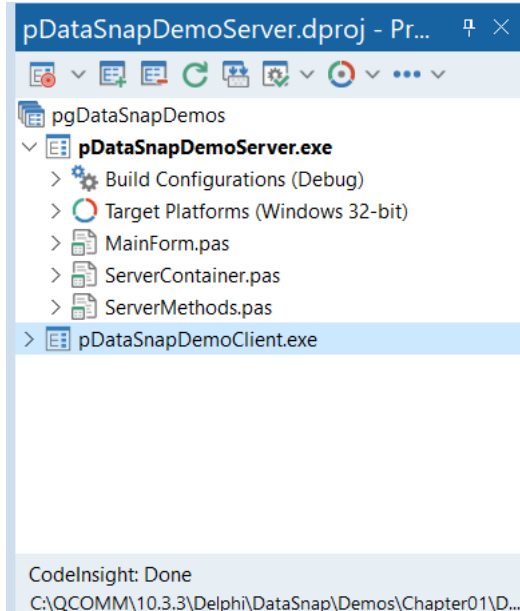 pDataSnapDemoServer.dproj - Pr...
pgDataSnapDemos
pDataSnapDemoServer.exe
Build Configurations (Debug)
Target Platforms (Windows 32-bit)
MainForm.pas
ServerContainer.pas
ServerMethods.pas
pDataSnapDemoClient.exe
CodeInsight: Done
C:\QCOMM\10.3.3\Delphi\DataSnap\Demos\Chapter01\D...